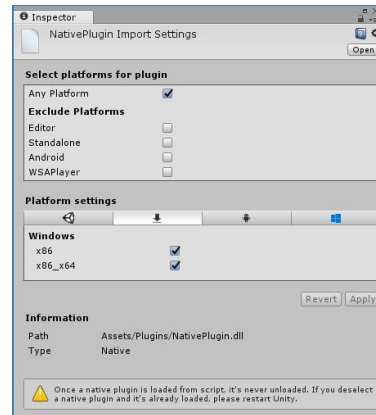 Inspector
NativePlugin Import Settings
Open
Select platforms for plugin
Any Platform
Exclude Platforms
Editor
Standalone
Android
WSAPlayer
Platform settings
Windows
x86
x86_x64
Revert Apply
Information
Path Assets/Plugins/NativePlugin.dll
Type Native
Once a native plugin is loaded from script, it's never unloaded. If you deselect
a native plugin and it's already loaded, please restart Unity.